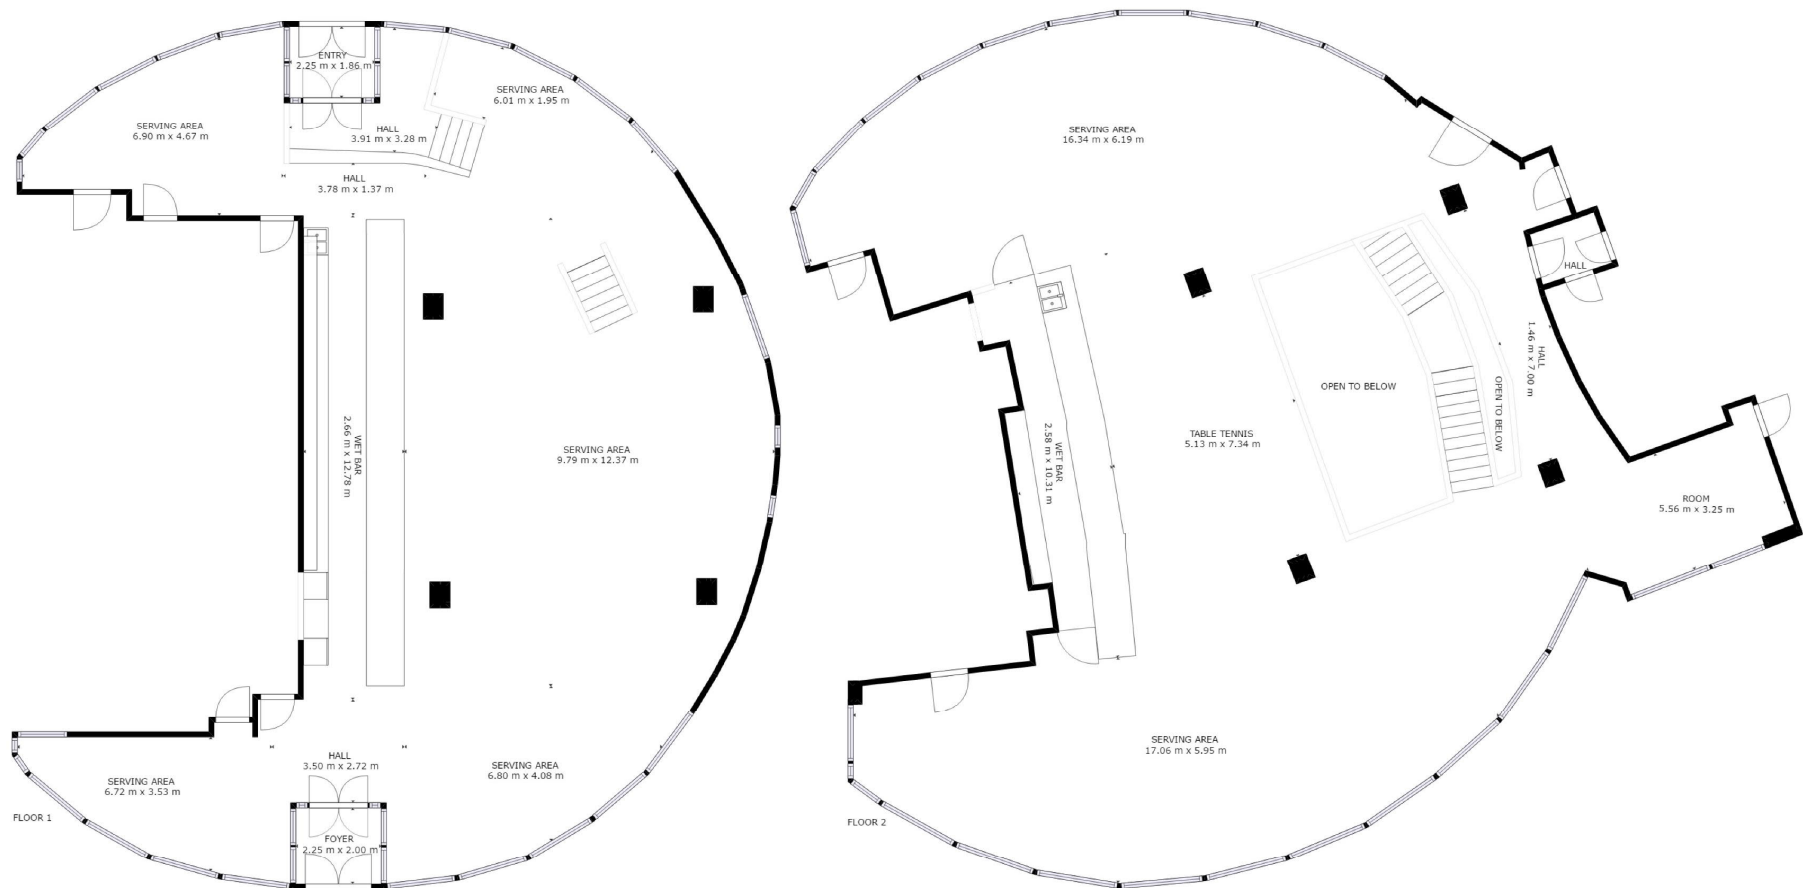 ENTRY
2.25 m x 1.86 m
SERVING AREA
6.01 m x 1.95 m
SERVING AREA
6.90 m x 4.67 m
HALL
3.91 m x 3.28 m
HALL
3.78 m x 1.37 m
WET BAR
2.66 m x 12.78 m
SERVING AREA
9.79 m x 12.37 m
HALL
3.50 m x 2.72 m
SERVING AREA
6.80 m x 4.08 m
SERVING AREA
6.72 m x 3.53 m
FOYER
2.25 m x 2.00 m
FLOOR 1
SERVING AREA
16.34 m x 6.19 m
HALL
HALL
1.46 m x 7.00 m
OPEN TO BELOW
OPEN TO BELOW
TABLE TENNIS
5.13 m x 7.34 m
WET BAR
2.58 m x 10.31 m
ROOM
5.56 m x 3.25 m
SERVING AREA
17.06 m x 5.95 m
FLOOR 2